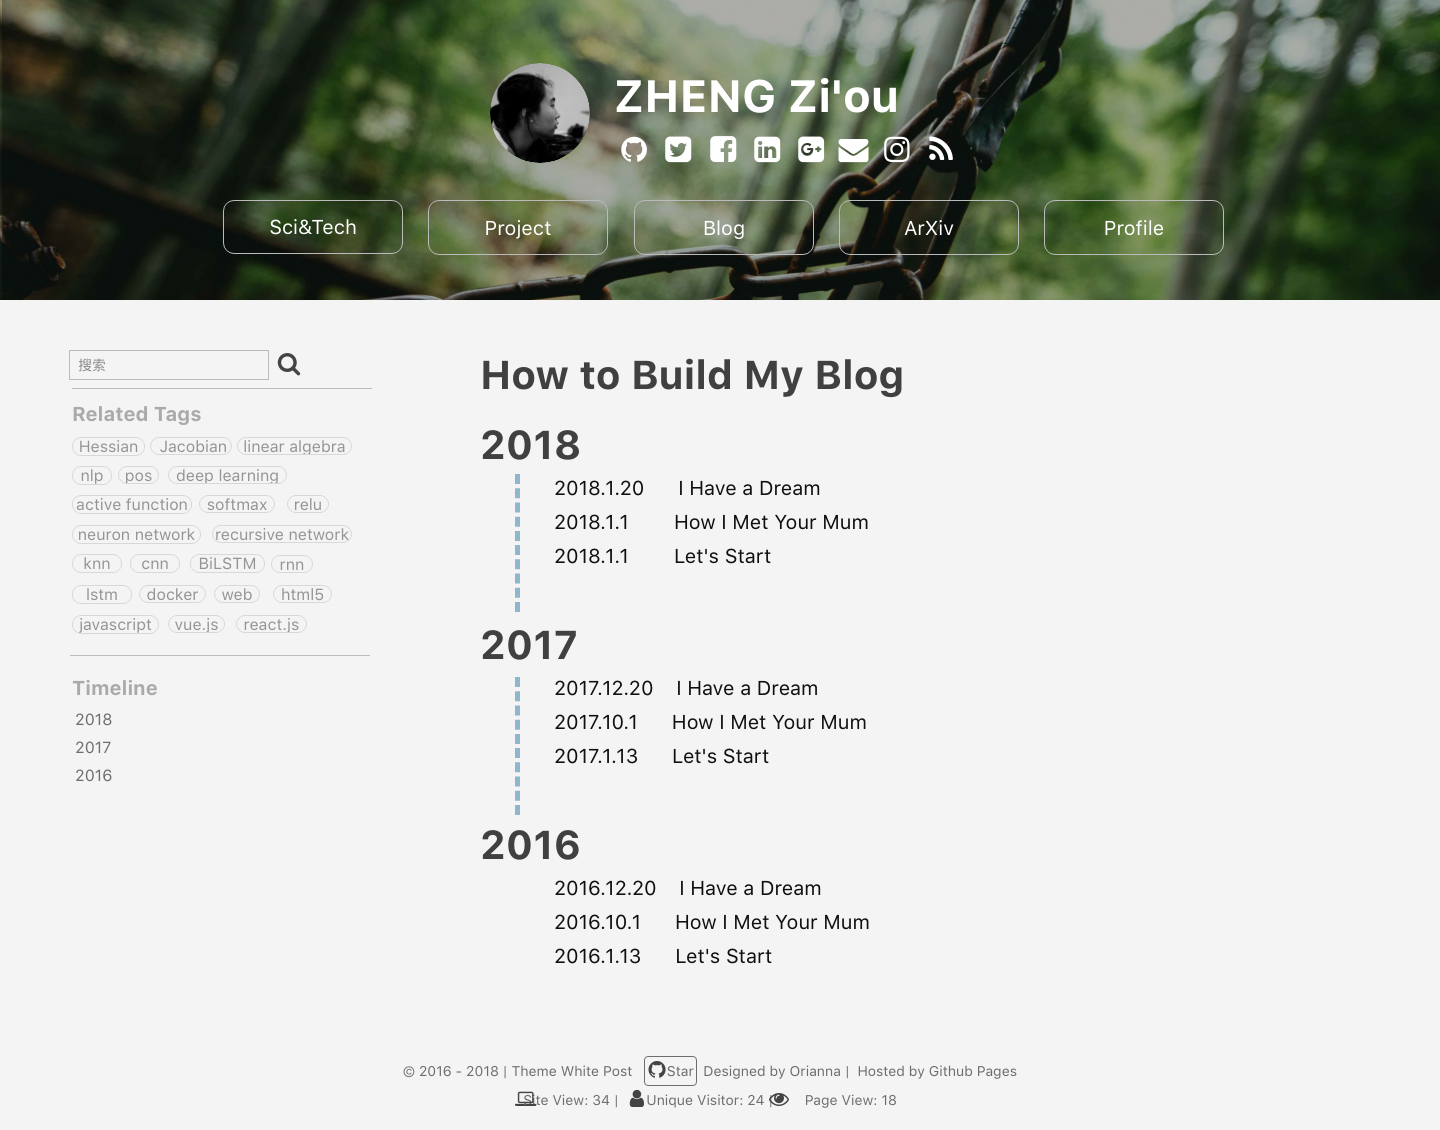 ZHENG Zi'ou
Sci&Tech Project Blog ArXiv Profile
搜索
Related Tags
Hessian Jacobian linear algebra
nlp pos deep learning
active function softmax relu
neuron network recursive network
knn cnn BiLSTM rnn
lstm docker web html5
javascript vue.js react.js
Timeline
2018
2017
2016
How to Build My Blog
2018
2018.1.20 I Have a Dream
2018.1.1 How I Met Your Mum
2018.1.1 Let's Start
2017
2017.12.20 I Have a Dream
2017.10.1 How I Met Your Mum
2017.1.13 Let's Start
2016
2016.12.20 I Have a Dream
2016.10.1 How I Met Your Mum
2016.1.13 Let's Start
© 2016 - 2018 | Theme White Post Star Designed by Orianna | Hosted by Github Pages
Site View: 34 | Unique Visitor: 24 | Page View: 18